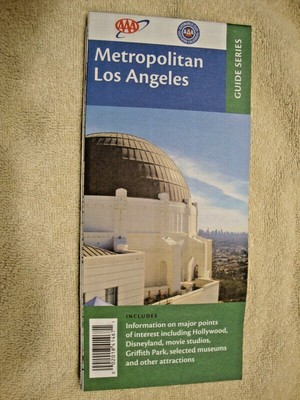 AAA
Metropolitan
Los Angeles
GUIDE SERIES
INCLUDES
Information on major points
of interest including Hollywood,
Disneyland, movie studios,
Griffith Park, selected museums
and other attractions